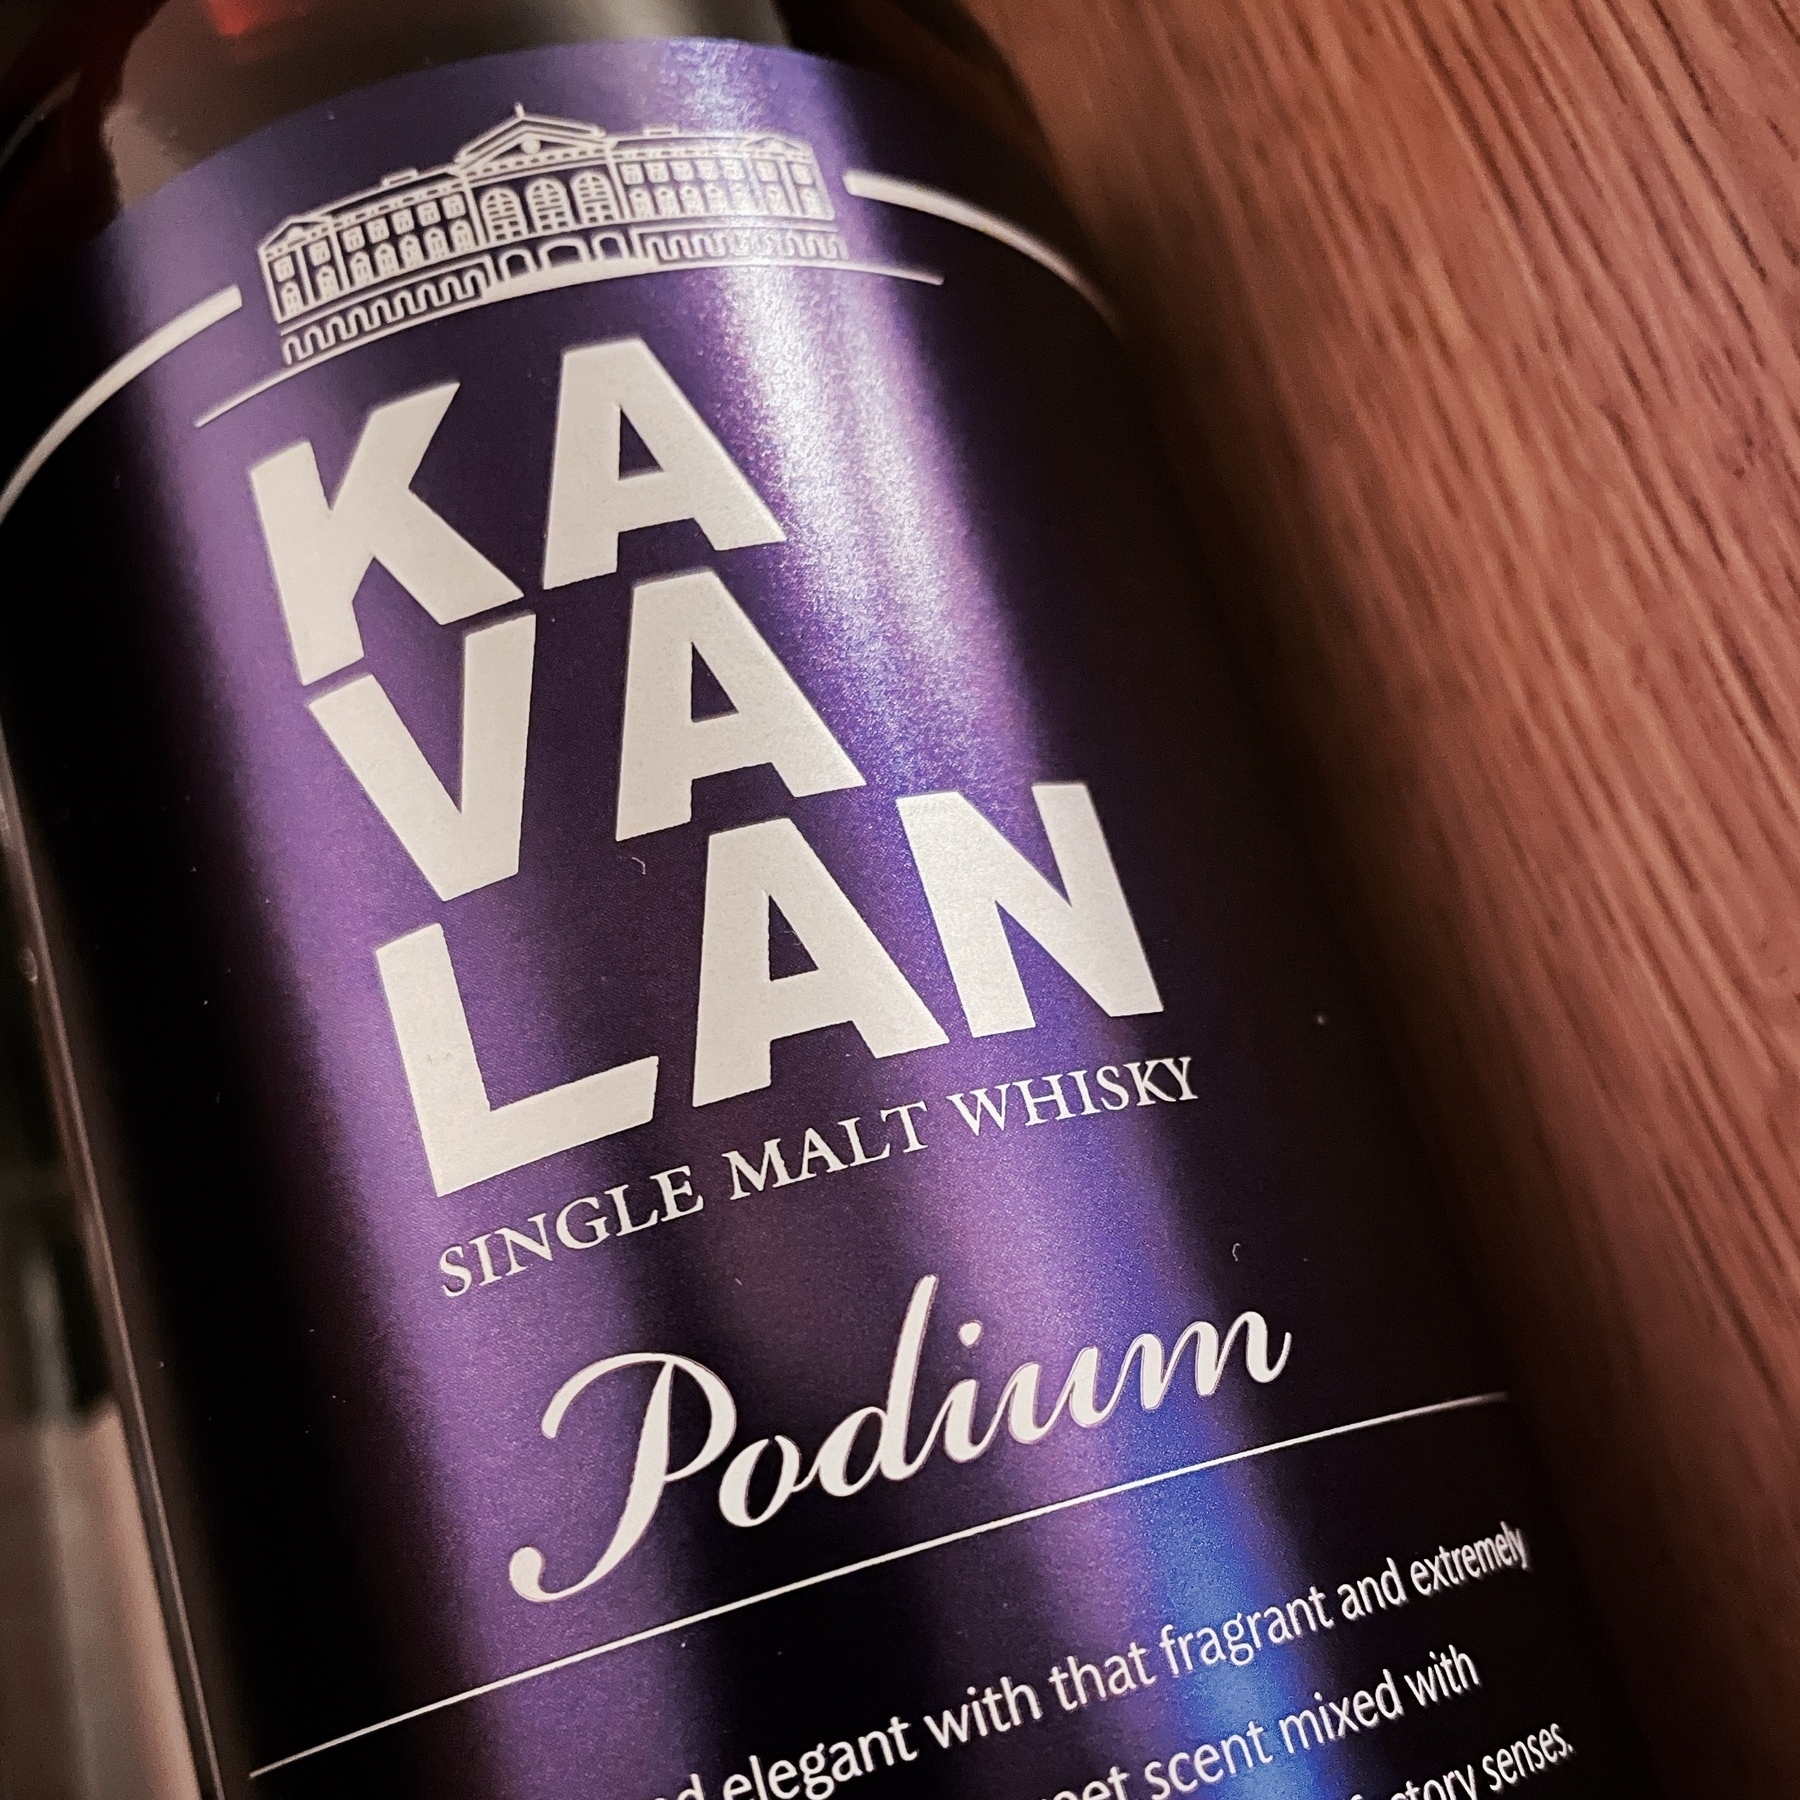 KA
VA
LAN
SINGLE MALT WHISKY
Podium
elegant with that fragrant and extremely
scent mixed with
senses.